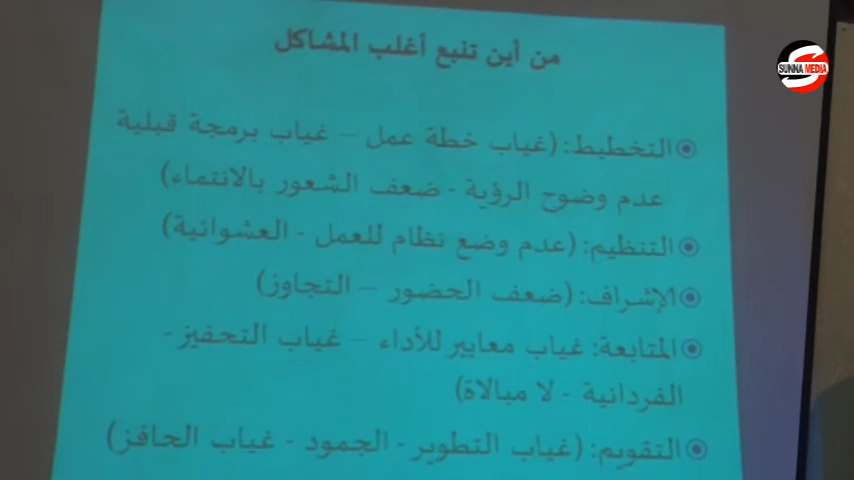 من أين تنبع أغلب المشاكل
SUNNA MEDIA
التخطيط: (غياب خطة عمل – غياب برمجة قبلية
عدم وضوح الرؤية - ضعف الشعور بالانتماء)
التنظيم: (عدم وضع نظام للعمل - العشوائية)
الإشراف: (ضعف الحضور – التجاوز)
المتابعة: غياب معايير للأداء – غياب التحفيز -
الفردانية - لا مبالاة)
التقويم: (غياب التطوير - الجمود - غياب الحافز)